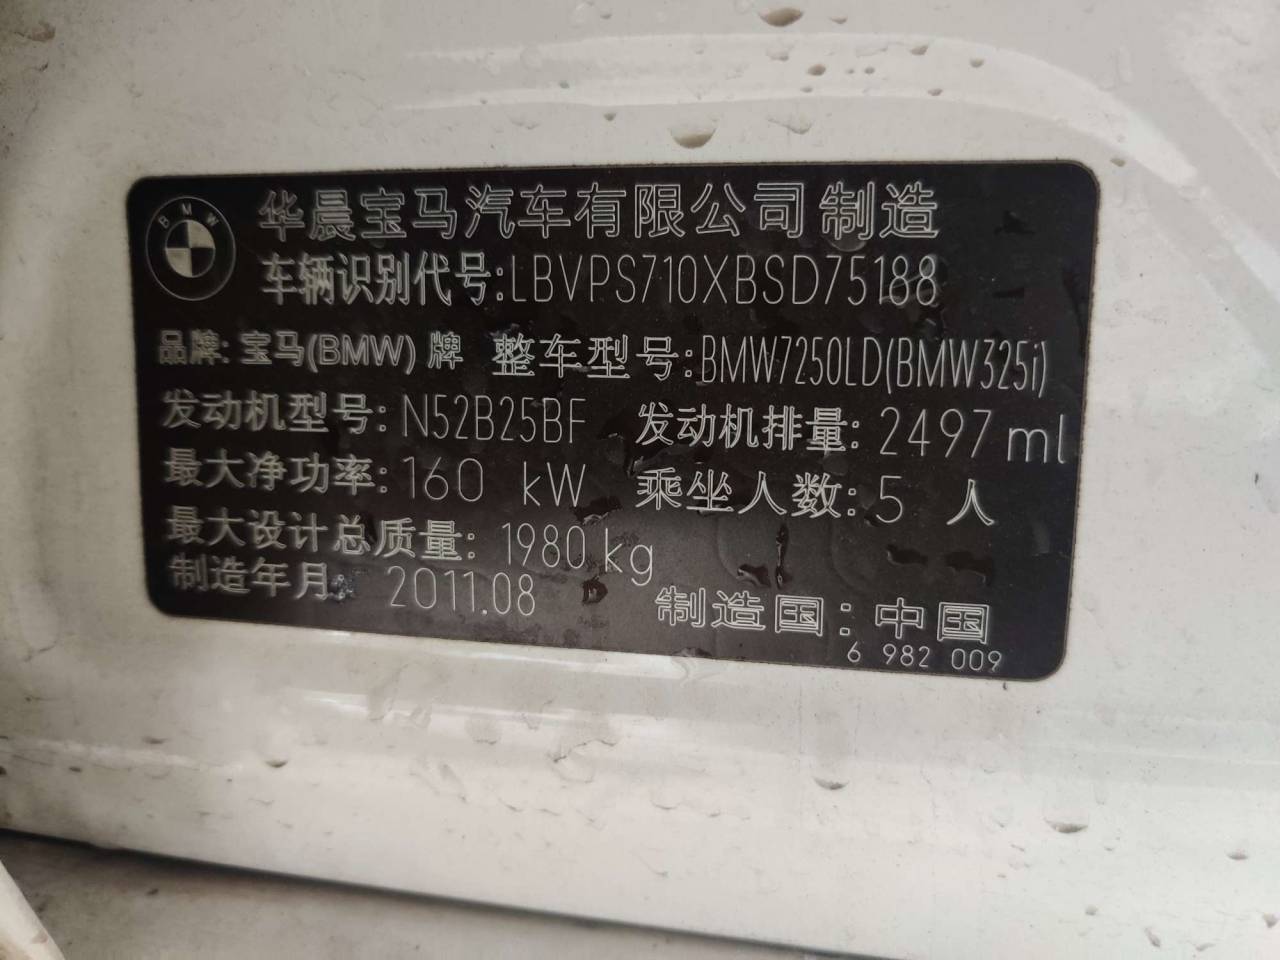 BMW
华晨宝马汽车有限公司 制造
车辆识别代号:LBVPS710XBSD75188
品牌: 宝马(BMW) 牌 整车型号:BMW7250LD(BMW325i)
发动机型号: N52B25BF 发动机排量: 2497 ml
最大净功率: 160 kW 乘坐人数: 5 人
最大设计总质量: 1980 kg
制造年月: 2011.08 制造国: 中国
6 982 009